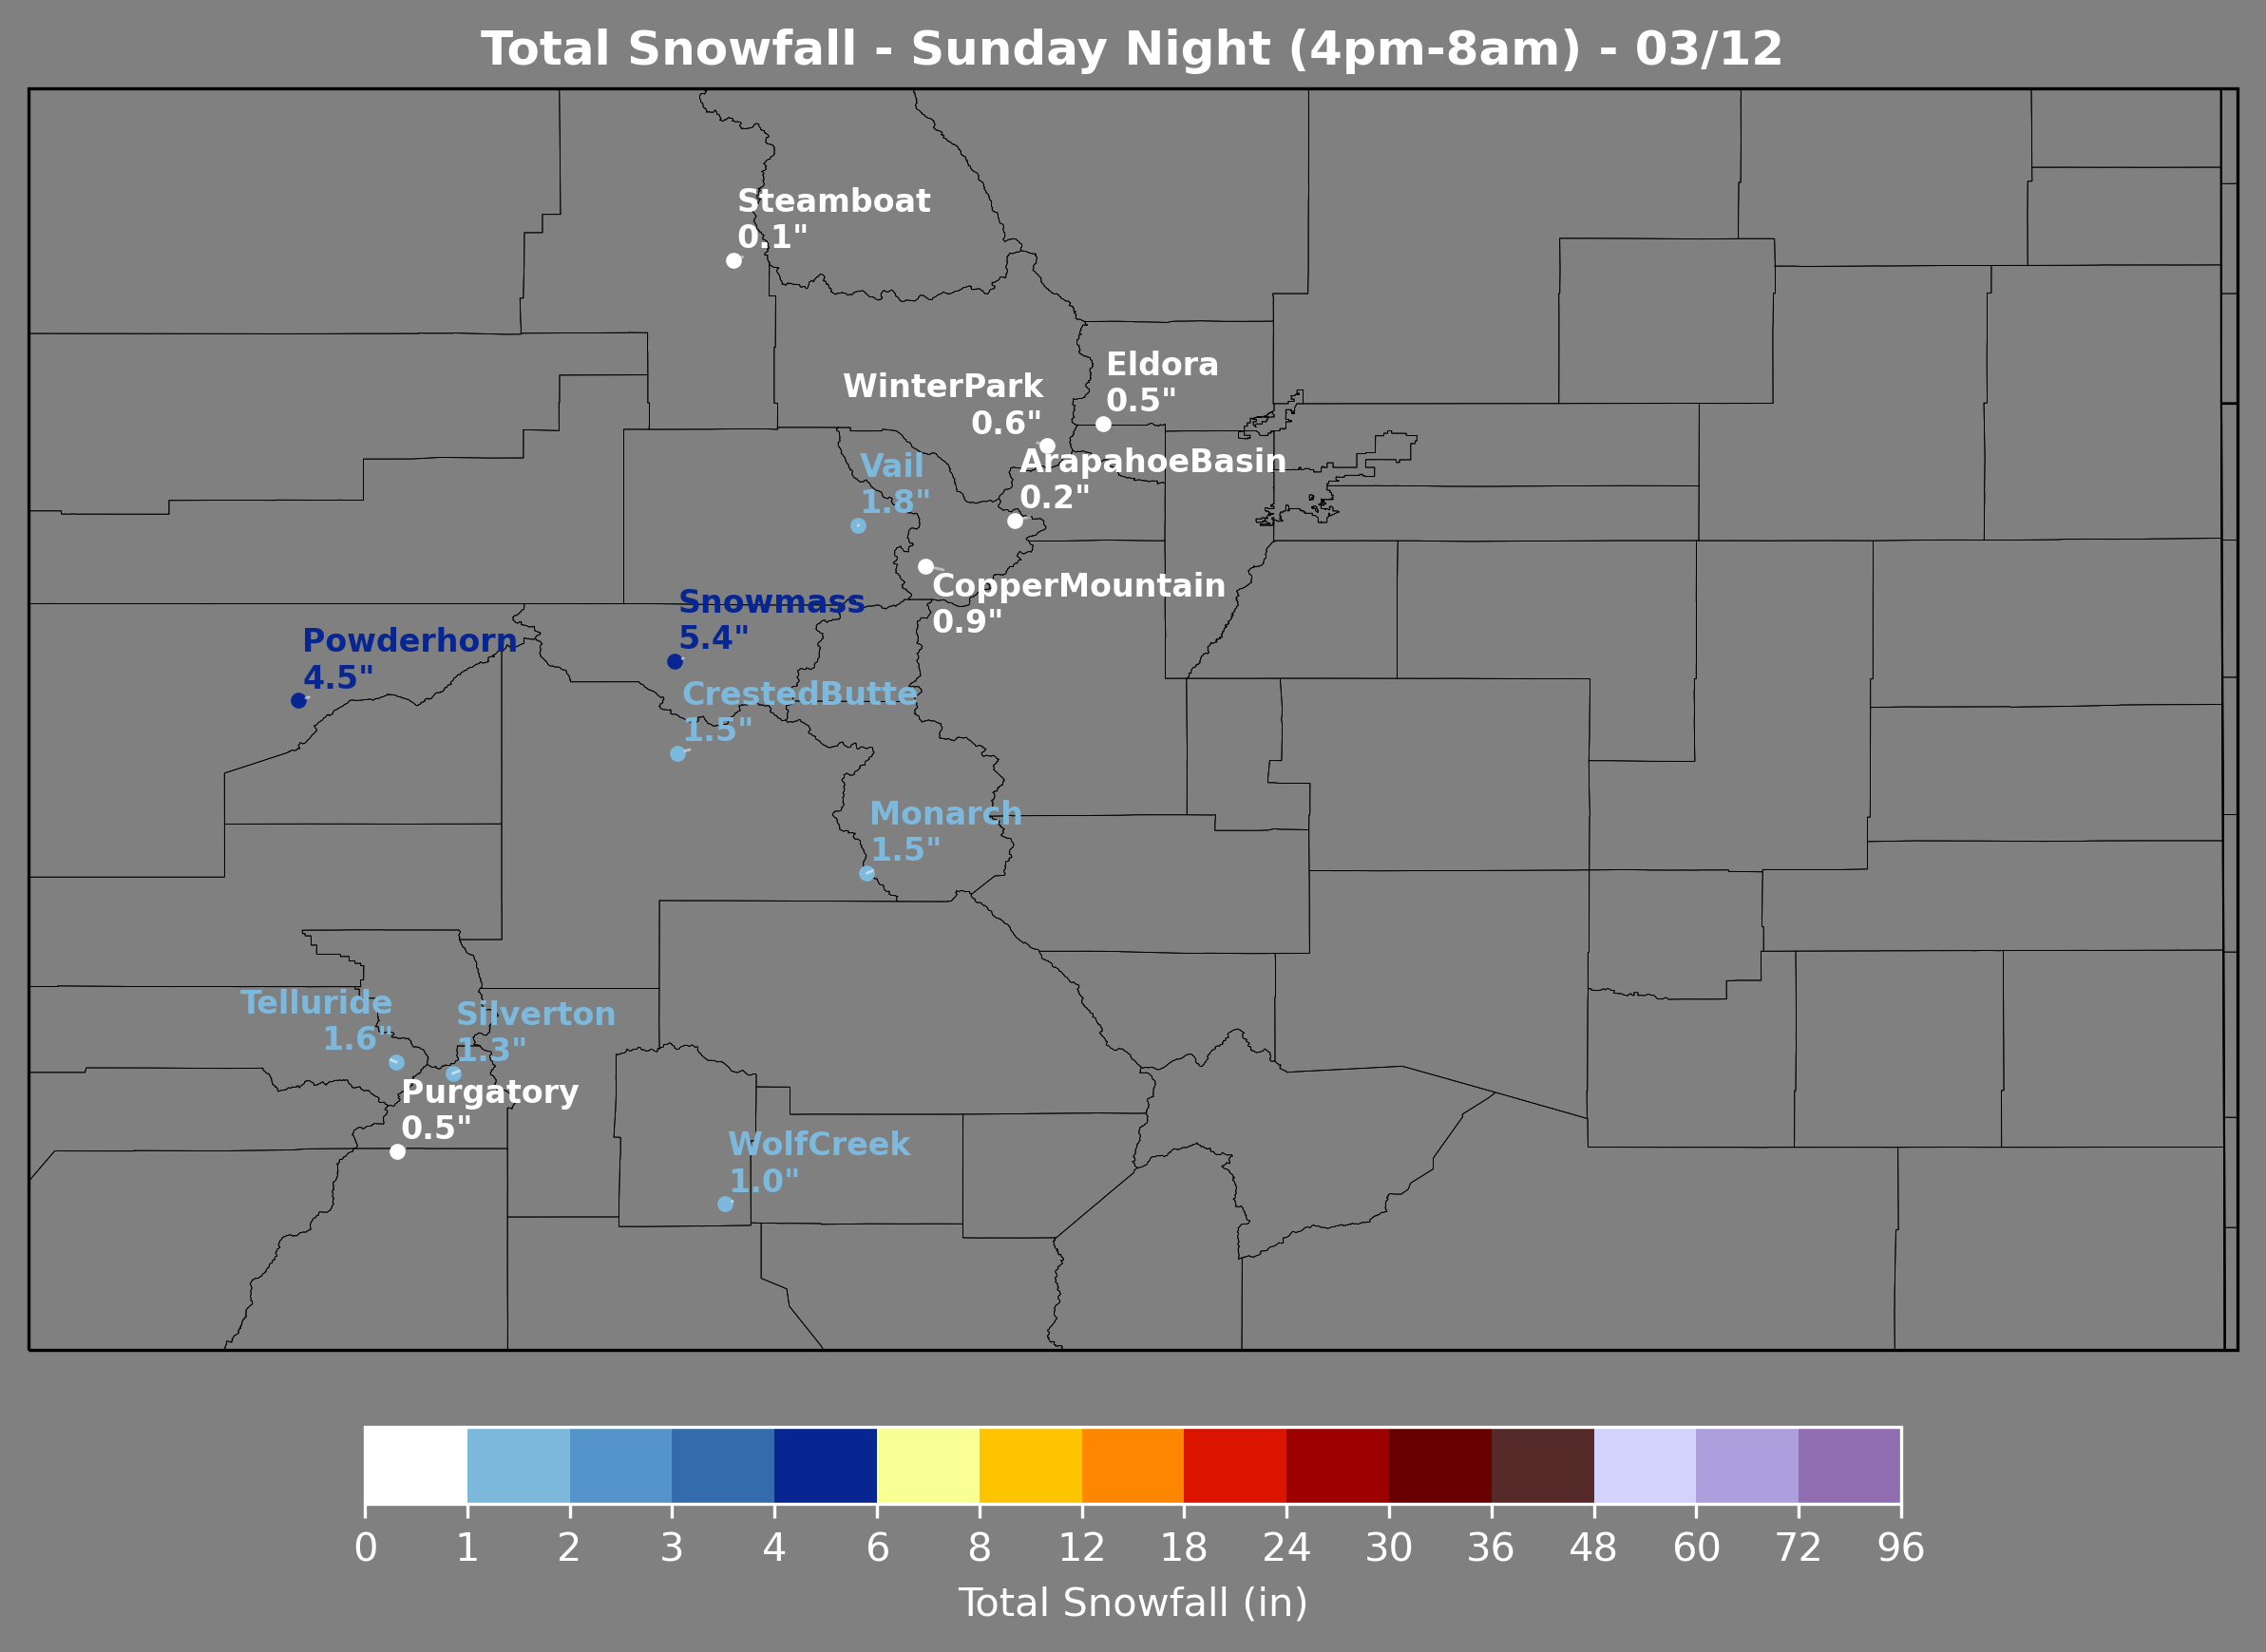 Total Snowfall - Sunday Night (4pm-8am) - 03/12
Steamboat
0.1"
Eldora
0.5"
WinterPark
0.6"
ArapahoeBasin
0.2"
Vail
1.8"
CopperMountain
0.9"
Snowmass
5.4"
Powderhorn
4.5"
CrestedButte
1.5"
Monarch
1.5"
Telluride
1.6"
Silverton
1.3"
Purgatory
0.5"
WolfCreek
1.0"
0 1 2 3 4 6 8 12 18 24 30 36 48 60 72 96
Total Snowfall (in)